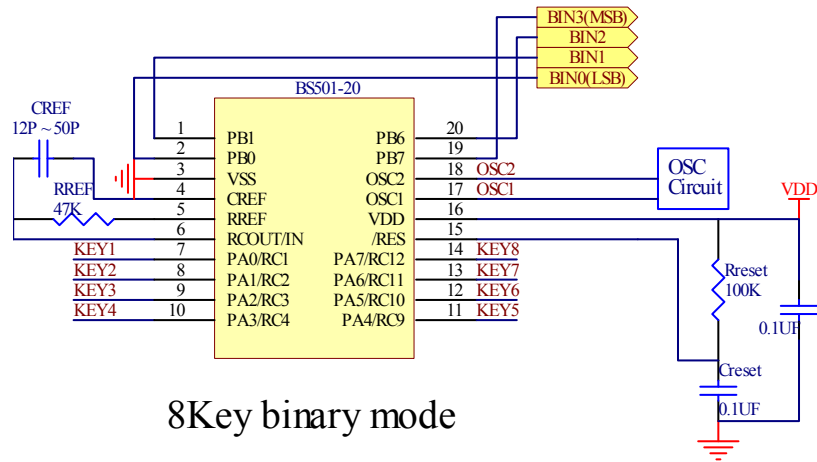 BIN3(MSB)
BIN2
BIN1
BIN0(LSB)
BS501-20
CREF
12P ~ 50P
RREF
47K
1 PB1 PB6 20
2 PB0 PB7 19
3 VSS OSC2 18 OSC2
4 CREF OSC1 17 OSC1
5 RREF VDD 16
6 RCOUT/IN /RES 15
KEY1 7 PA0/RC1 PA7/RC12 14 KEY8
KEY2 8 PA1/RC2 PA6/RC11 13 KEY7
KEY3 9 PA2/RC3 PA5/RC10 12 KEY6
KEY4 10 PA3/RC4 PA4/RC9 11 KEY5
OSC
Circuit
VDD
Rreset
100K
0.1UF
Creset
0.1UF
8Key binary mode